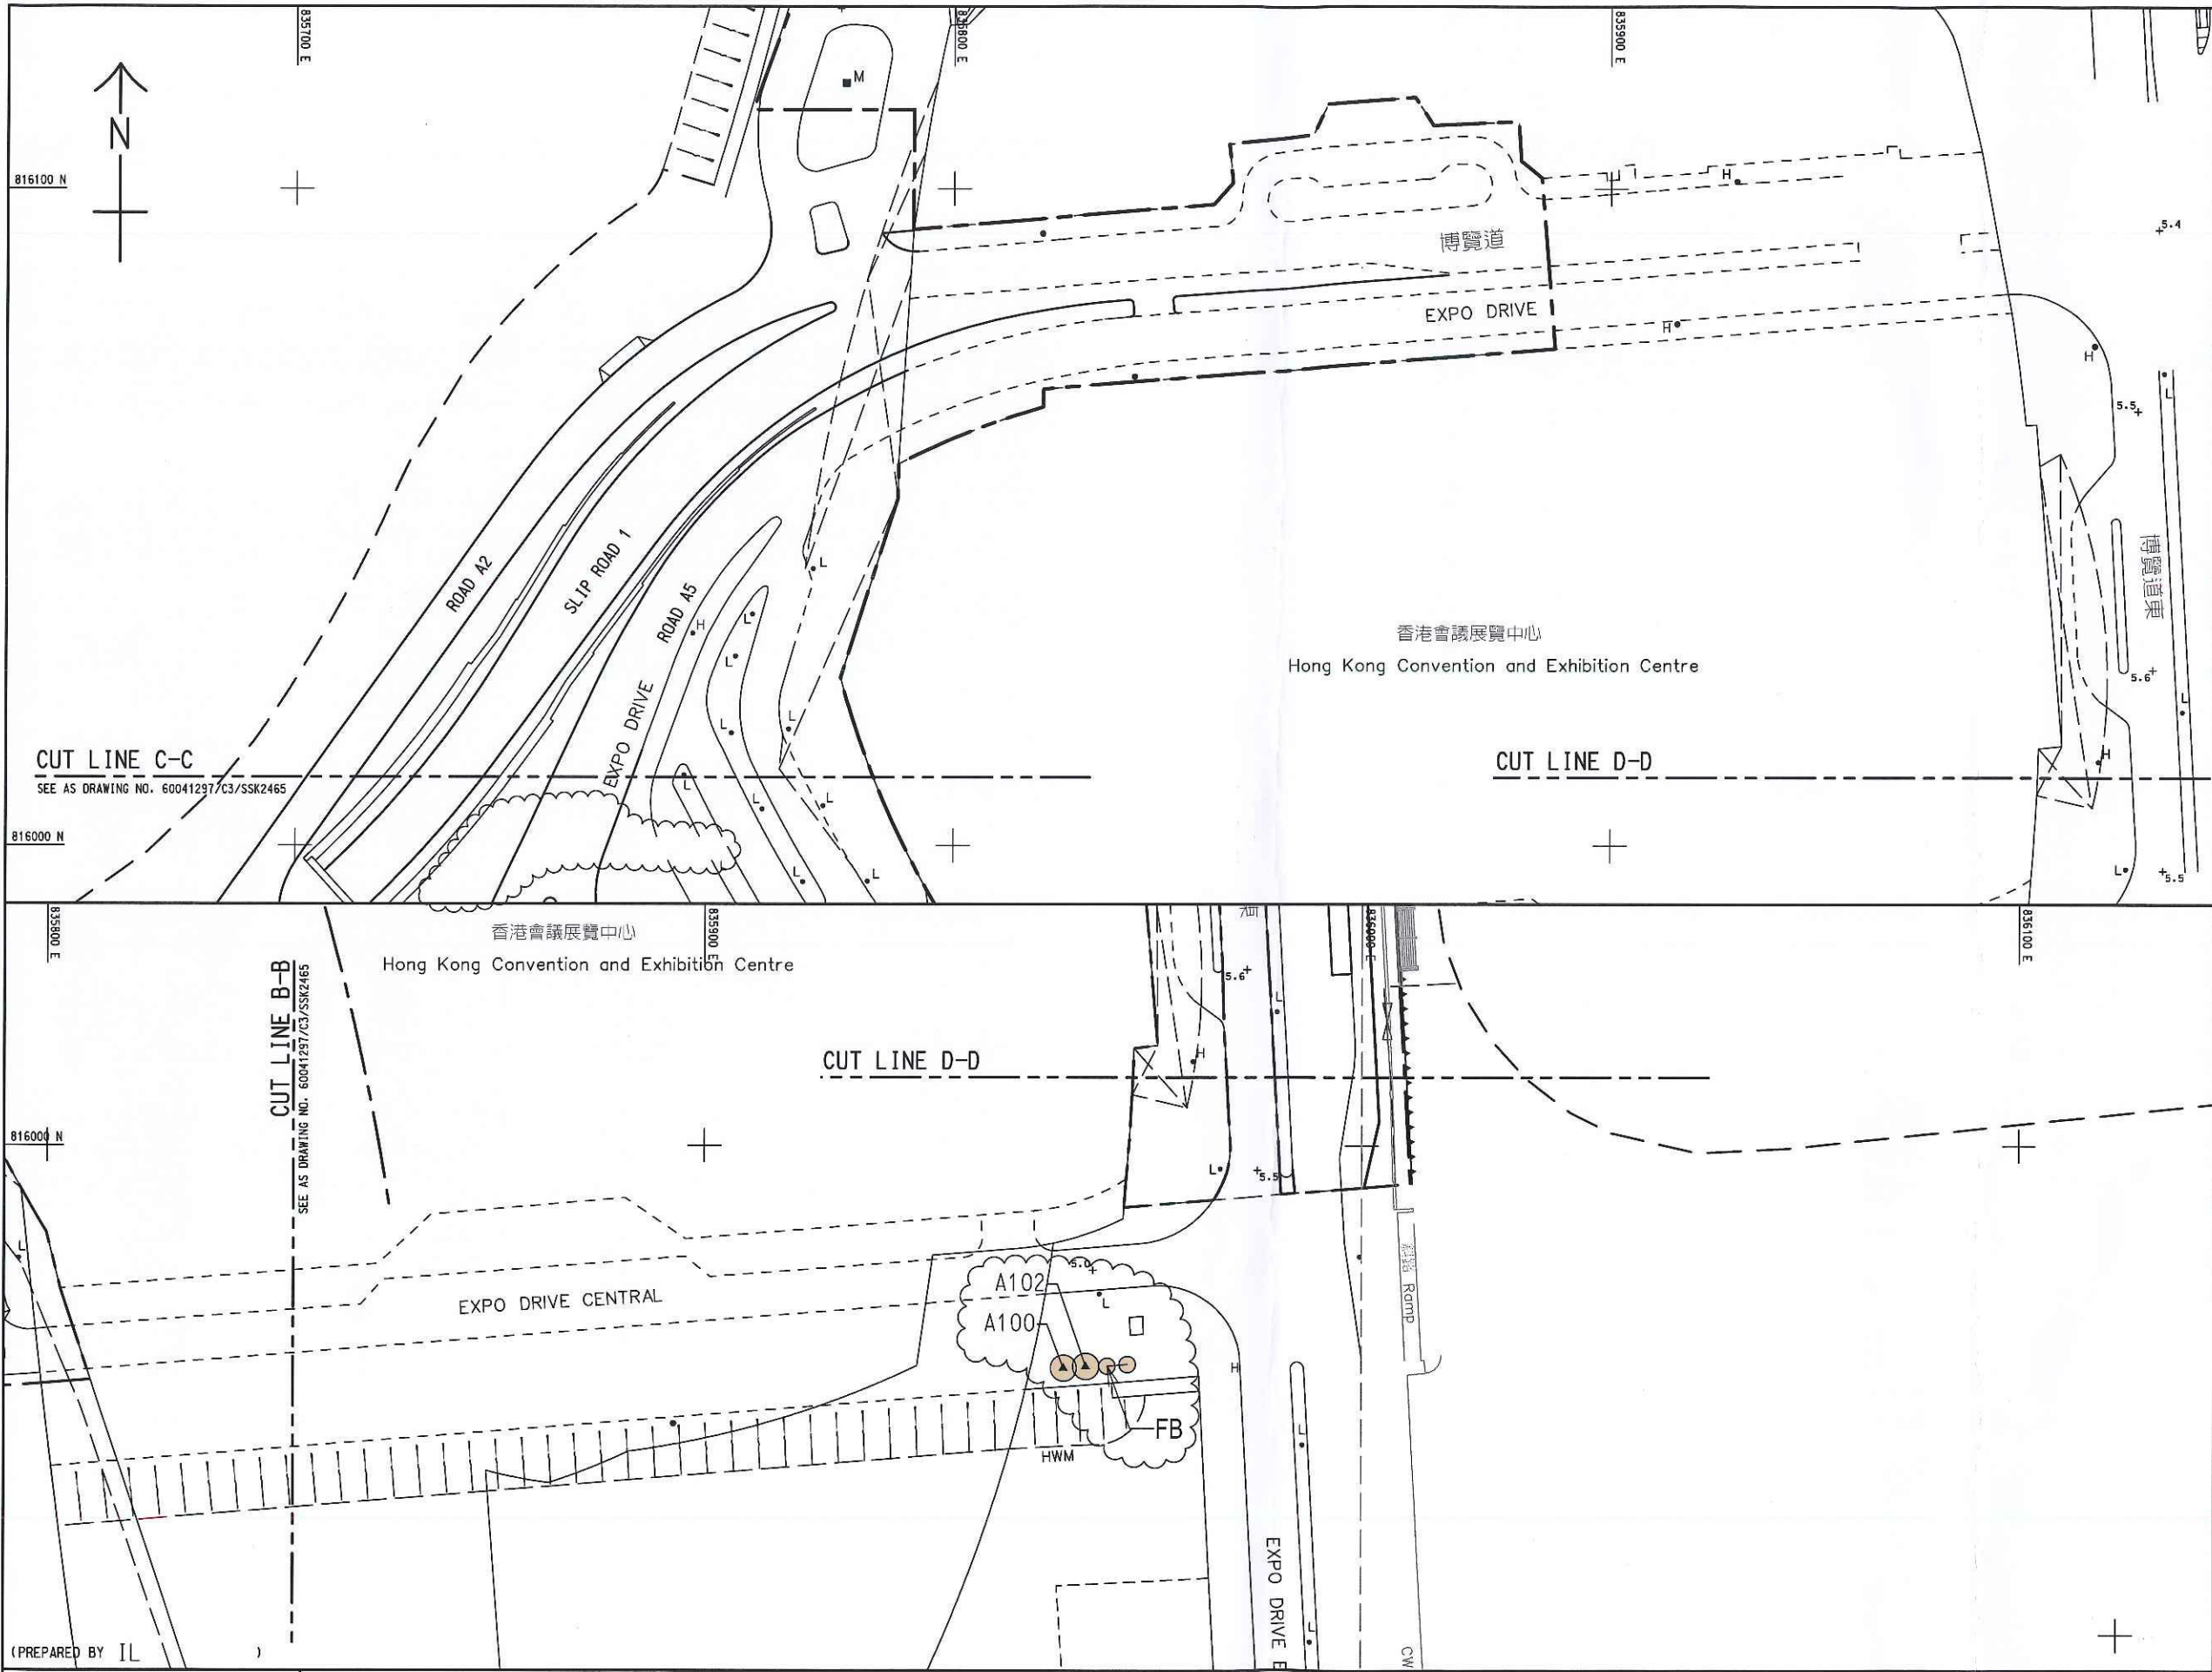 835700 E
835800 E
835900 E
M
N
816100 N
H
5.4
博覽道
EXPO DRIVE
H
H
L
5.5
ROAD A2
SLIP ROAD 1
ROAD A5
H
L
L
L
博覽道東
香港會議展覽中心
Hong Kong Convention and Exhibition Centre
5.6
EXPO DRIVE
L
L
L
CUT LINE C-C
SEE AS DRAWING NO. 60041297/C3/SSK2465
CUT LINE D-D
H
L
L
L
816000 N
L
L
L
5.5
835800 E
香港會議展覽中心
835900 E
836000 E
836100 E
Hong Kong Convention and Exhibition Centre
CUT LINE B-B
SEE AS DRAWING NO. 60041297/C3/SSK2465
5.6
L
CUT LINE D-D
H
816000 N
L
5.5
L
斜路 Ramp
5.0
A102
L
EXPO DRIVE CENTRAL
A100
H
FB
L
HWM
EXPO DRIVE E
L
CW
(PREPARED BY IL )